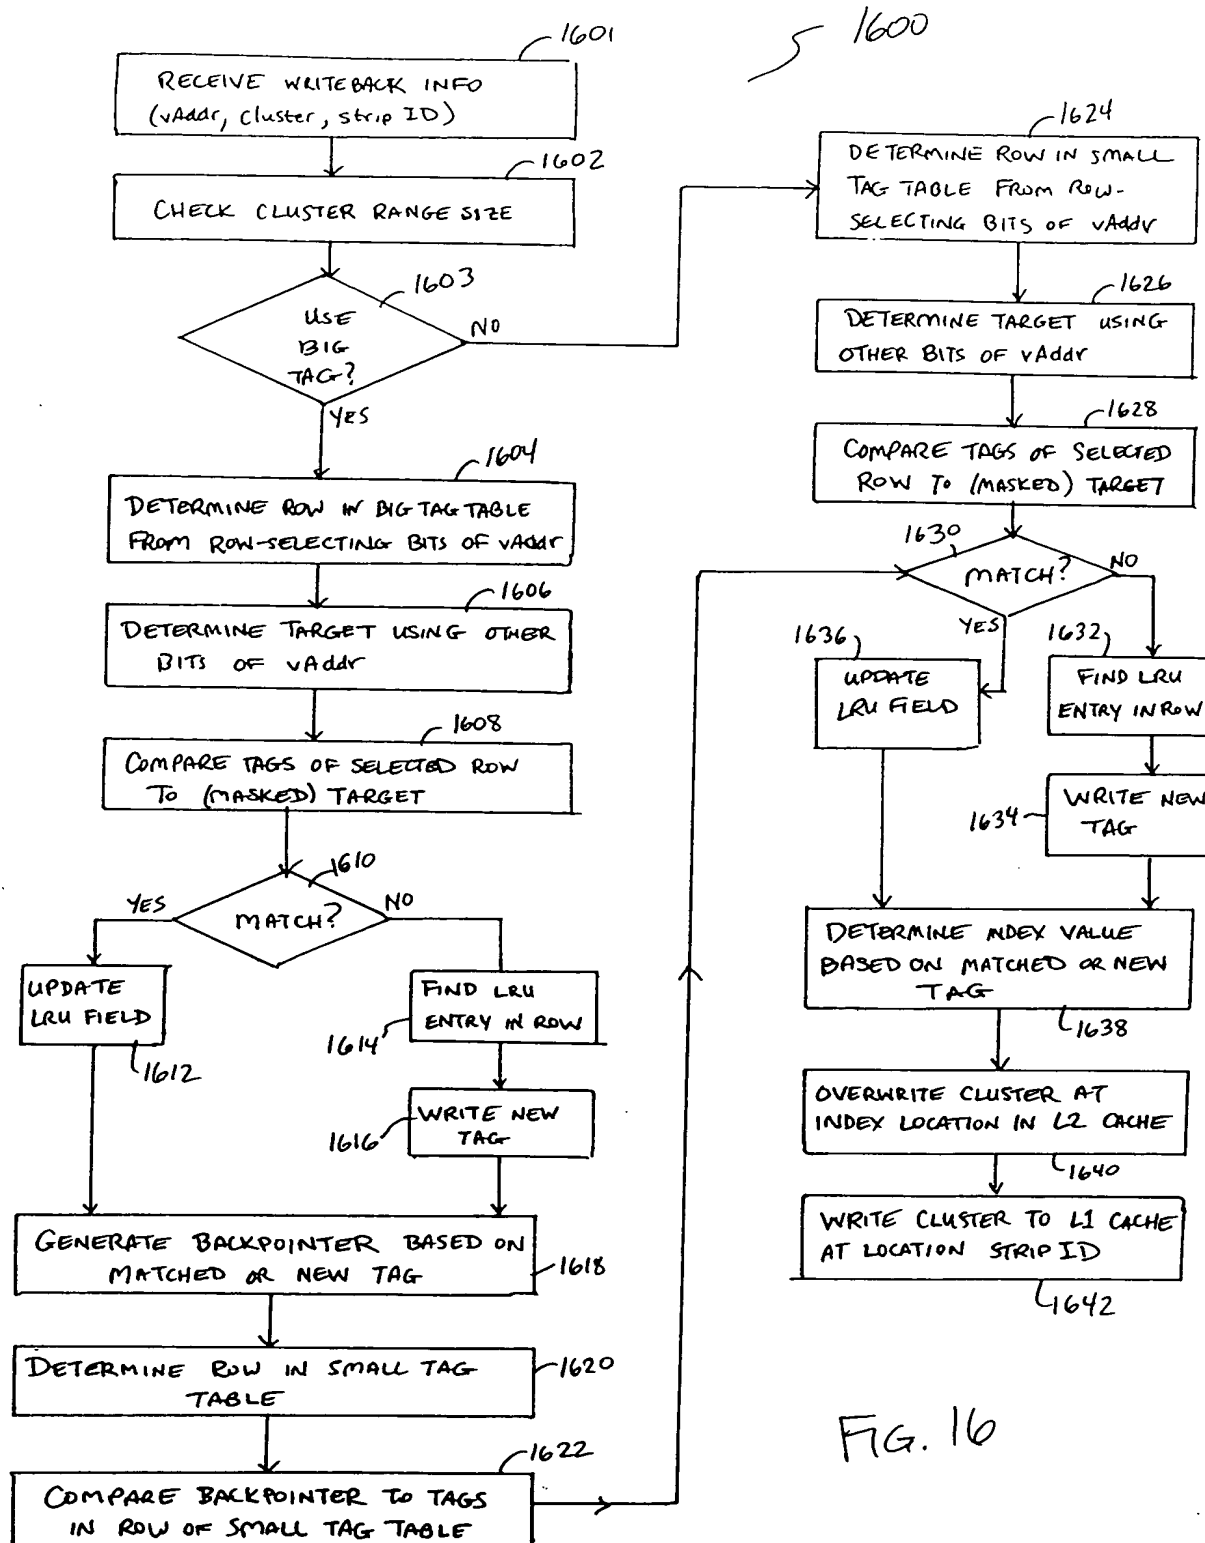 1600
1601
RECEIVE WRITEBACK INFO
(vAddr, cluster, strip ID)
1602
CHECK CLUSTER RANGE SIZE
1603
USE
BIG
TAG?
NO
YES
1604
DETERMINE ROW IN BIG TAG TABLE
FROM ROW-SELECTING BITS OF vAddr
1606
DETERMINE TARGET USING OTHER
BITS OF vAddr
1608
COMPARE TAGS OF SELECTED ROW
TO (MASKED) TARGET
1610
MATCH?
YES
NO
UPDATE
LRU FIELD
1612
FIND LRU
ENTRY IN ROW
1614
WRITE NEW
TAG
1616
GENERATE BACKPOINTER BASED ON
MATCHED OR NEW TAG
1618
DETERMINE ROW IN SMALL TAG
TABLE
1620
1622
COMPARE BACKPOINTER TO TAGS
IN ROW OF SMALL TAG TABLE
1624
DETERMINE ROW IN SMALL
TAG TABLE FROM ROW-
SELECTING BITS OF vAddr
1626
DETERMINE TARGET USING
OTHER BITS OF vAddr
1628
COMPARE TAGS OF SELECTED
ROW TO (MASKED) TARGET
1630
MATCH?
NO
YES
1636
UPDATE
LRU FIELD
1632
FIND LRU
ENTRY IN ROW
1634
WRITE NEW
TAG
DETERMINE INDEX VALUE
BASED ON MATCHED OR NEW
TAG
1638
OVERWRITE CLUSTER AT
INDEX LOCATION IN L2 CACHE
1640
WRITE CLUSTER TO L1 CACHE
AT LOCATION STRIP ID
1642
FIG. 16